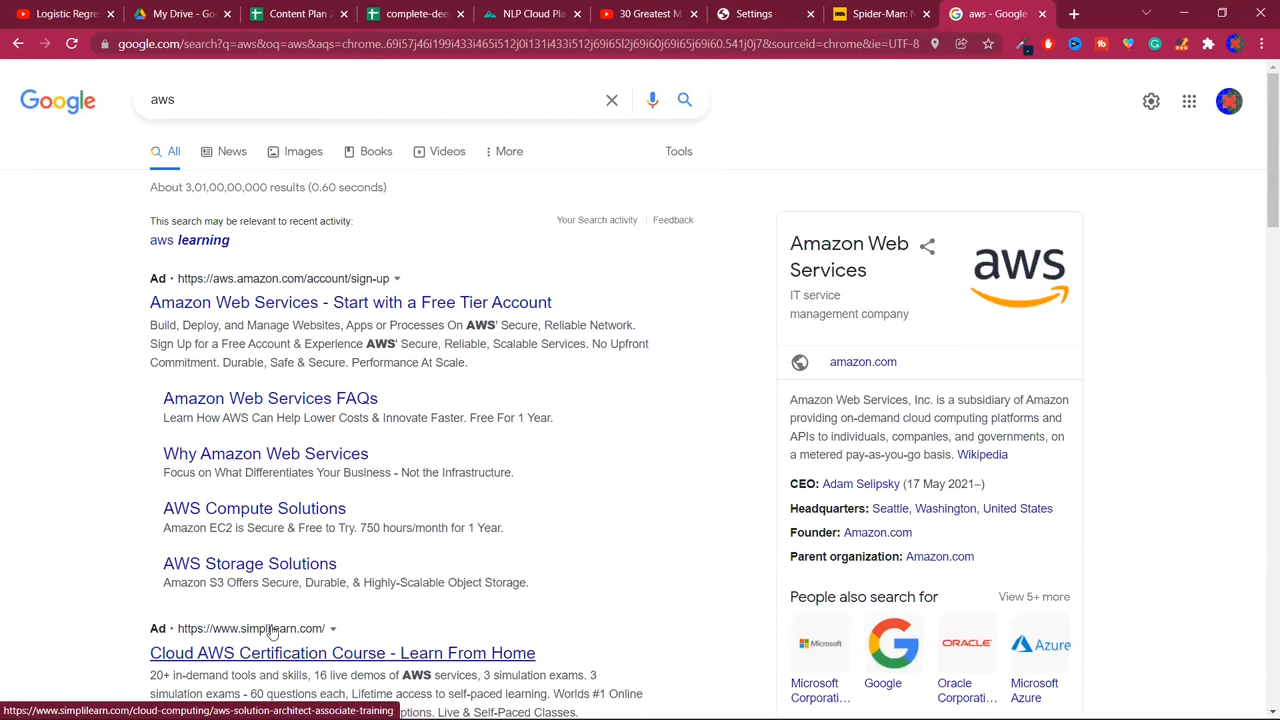 Logistic Regres
My Drive - Go
Content Plan 2
complete-dee
NLP Cloud Pla
30 Greatest M
Settings
Spider-Man: N
aws - Google
google.com/search?q=aws&oq=aws&aqs=chrome..69i57j46i199i433i465i512j0i131i433i512j69i65l2j69i60j69i65j69i60.541j0j7&sourceid=chrome&ie=UTF-8
Google
aws
All
News
Images
Books
Videos
More
Tools
About 3,01,00,00,000 results (0.60 seconds)
This search may be relevant to recent activity:
Your Search activity
Feedback
aws learning
Ad · https://aws.amazon.com/account/sign-up
Amazon Web Services - Start with a Free Tier Account
Build, Deploy, and Manage Websites, Apps or Processes On AWS' Secure, Reliable Network.
Sign Up for a Free Account & Experience AWS' Secure, Reliable, Scalable Services. No Upfront
Commitment. Durable, Safe & Secure. Performance At Scale.
Amazon Web Services FAQs
Learn How AWS Can Help Lower Costs & Innovate Faster. Free For 1 Year.
Why Amazon Web Services
Focus on What Differentiates Your Business - Not the Infrastructure.
AWS Compute Solutions
Amazon EC2 is Secure & Free to Try. 750 hours/month for 1 Year.
AWS Storage Solutions
Amazon S3 Offers Secure, Durable, & Highly-Scalable Object Storage.
Ad · https://www.simplilearn.com/
Cloud AWS Certification Course - Learn From Home
20+ in-demand tools and skills, 16 live demos of AWS services, 3 simulation exams. 3
simulation exams - 60 questions each, Lifetime access to self-paced learning. Worlds #1 Online
ptions. Live & Self-Paced Classes.
https://www.simplilearn.com/cloud-computing/aws-solution-architect-associate-training
Amazon Web
Services
IT service
management company
aws
amazon.com
Amazon Web Services, Inc. is a subsidiary of Amazon
providing on-demand cloud computing platforms and
APIs to individuals, companies, and governments, on
a metered pay-as-you-go basis. Wikipedia
CEO: Adam Selipsky (17 May 2021–)
Headquarters: Seattle, Washington, United States
Founder: Amazon.com
Parent organization: Amazon.com
People also search for
View 5+ more
Microsoft
ORACLE
Azure
Microsoft
Corporati...
Google
Oracle
Corporati...
Microsoft
Azure